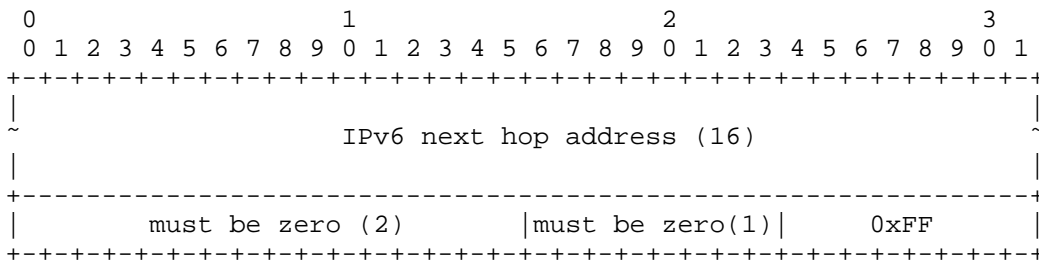 0                   1                   2                   3
0 1 2 3 4 5 6 7 8 9 0 1 2 3 4 5 6 7 8 9 0 1 2 3 4 5 6 7 8 9 0 1
+-+-+-+-+-+-+-+-+-+-+-+-+-+-+-+-+-+-+-+-+-+-+-+-+-+-+-+-+-+-+-+-+
|                                                               |
~                   IPv6 next hop address (16)                  ~
|                                                               |
+---------------------------------------------------------------+
|       must be zero (2)        |must be zero(1)|     0xFF      |
+-+-+-+-+-+-+-+-+-+-+-+-+-+-+-+-+-+-+-+-+-+-+-+-+-+-+-+-+-+-+-+-+